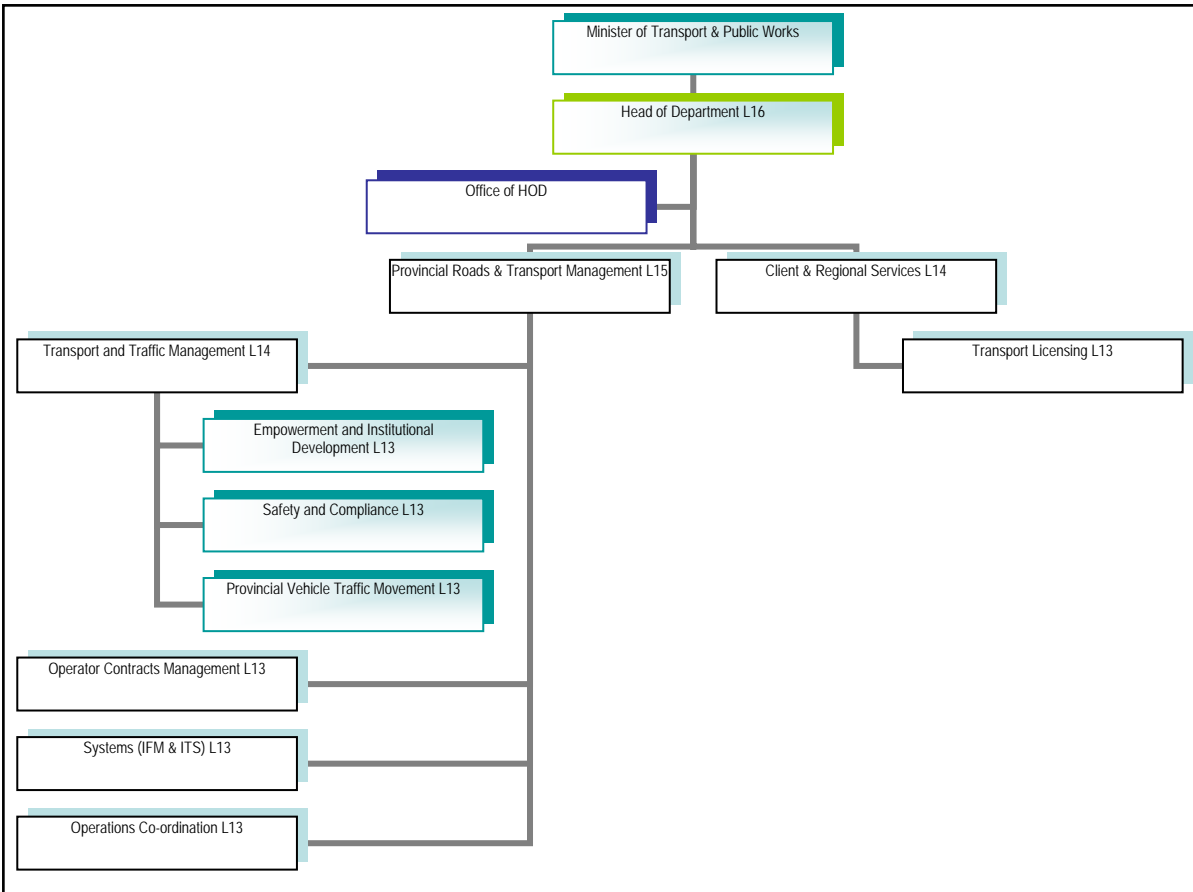 Minister of Transport & Public Works
Head of Department L16
Office of HOD
Provincial Roads & Transport Management L15
Client & Regional Services L14
Transport and Traffic Management L14
Transport Licensing L13
Empowerment and Institutional
Development L13
Safety and Compliance L13
Provincial Vehicle Traffic Movement L13
Operator Contracts Management L13
Systems (IFM & ITS) L13
Operations Co-ordination L13